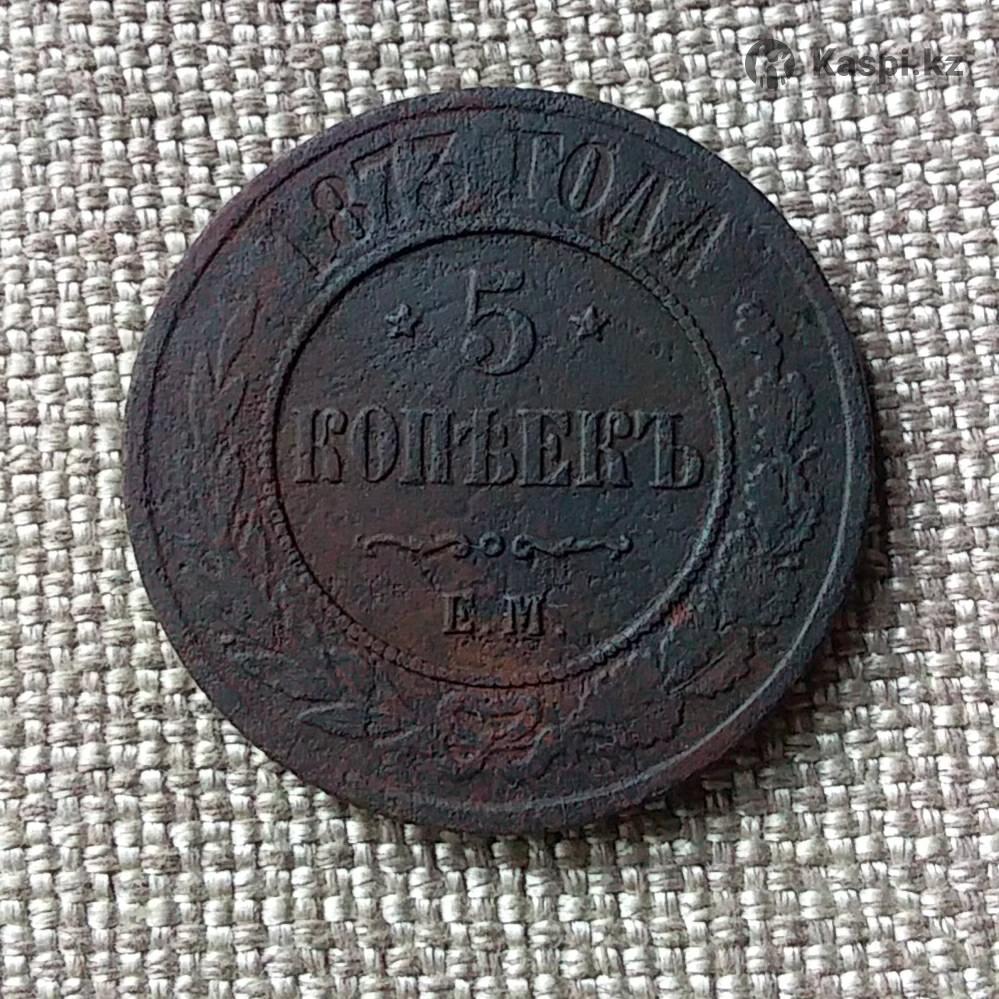 Kaspi.kz
1873 ГОДА
5
КОПѢЕКЪ
Е.М.